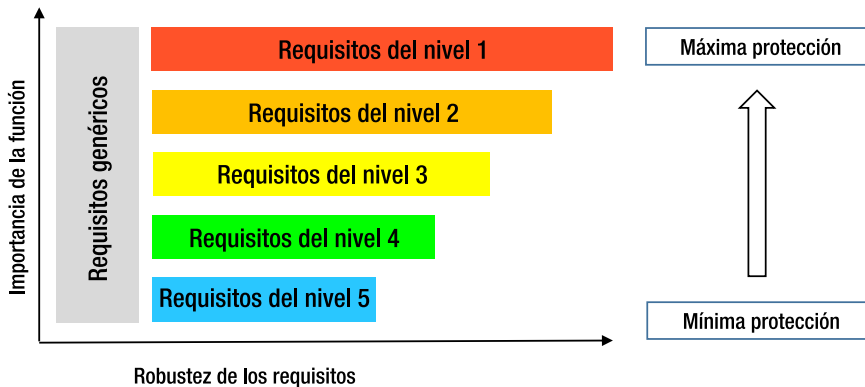 Importancia de la función
Requisitos genéricos
Requisitos del nivel 1
Requisitos del nivel 2
Requisitos del nivel 3
Requisitos del nivel 4
Requisitos del nivel 5
Robustez de los requisitos
Máxima protección
Mínima protección